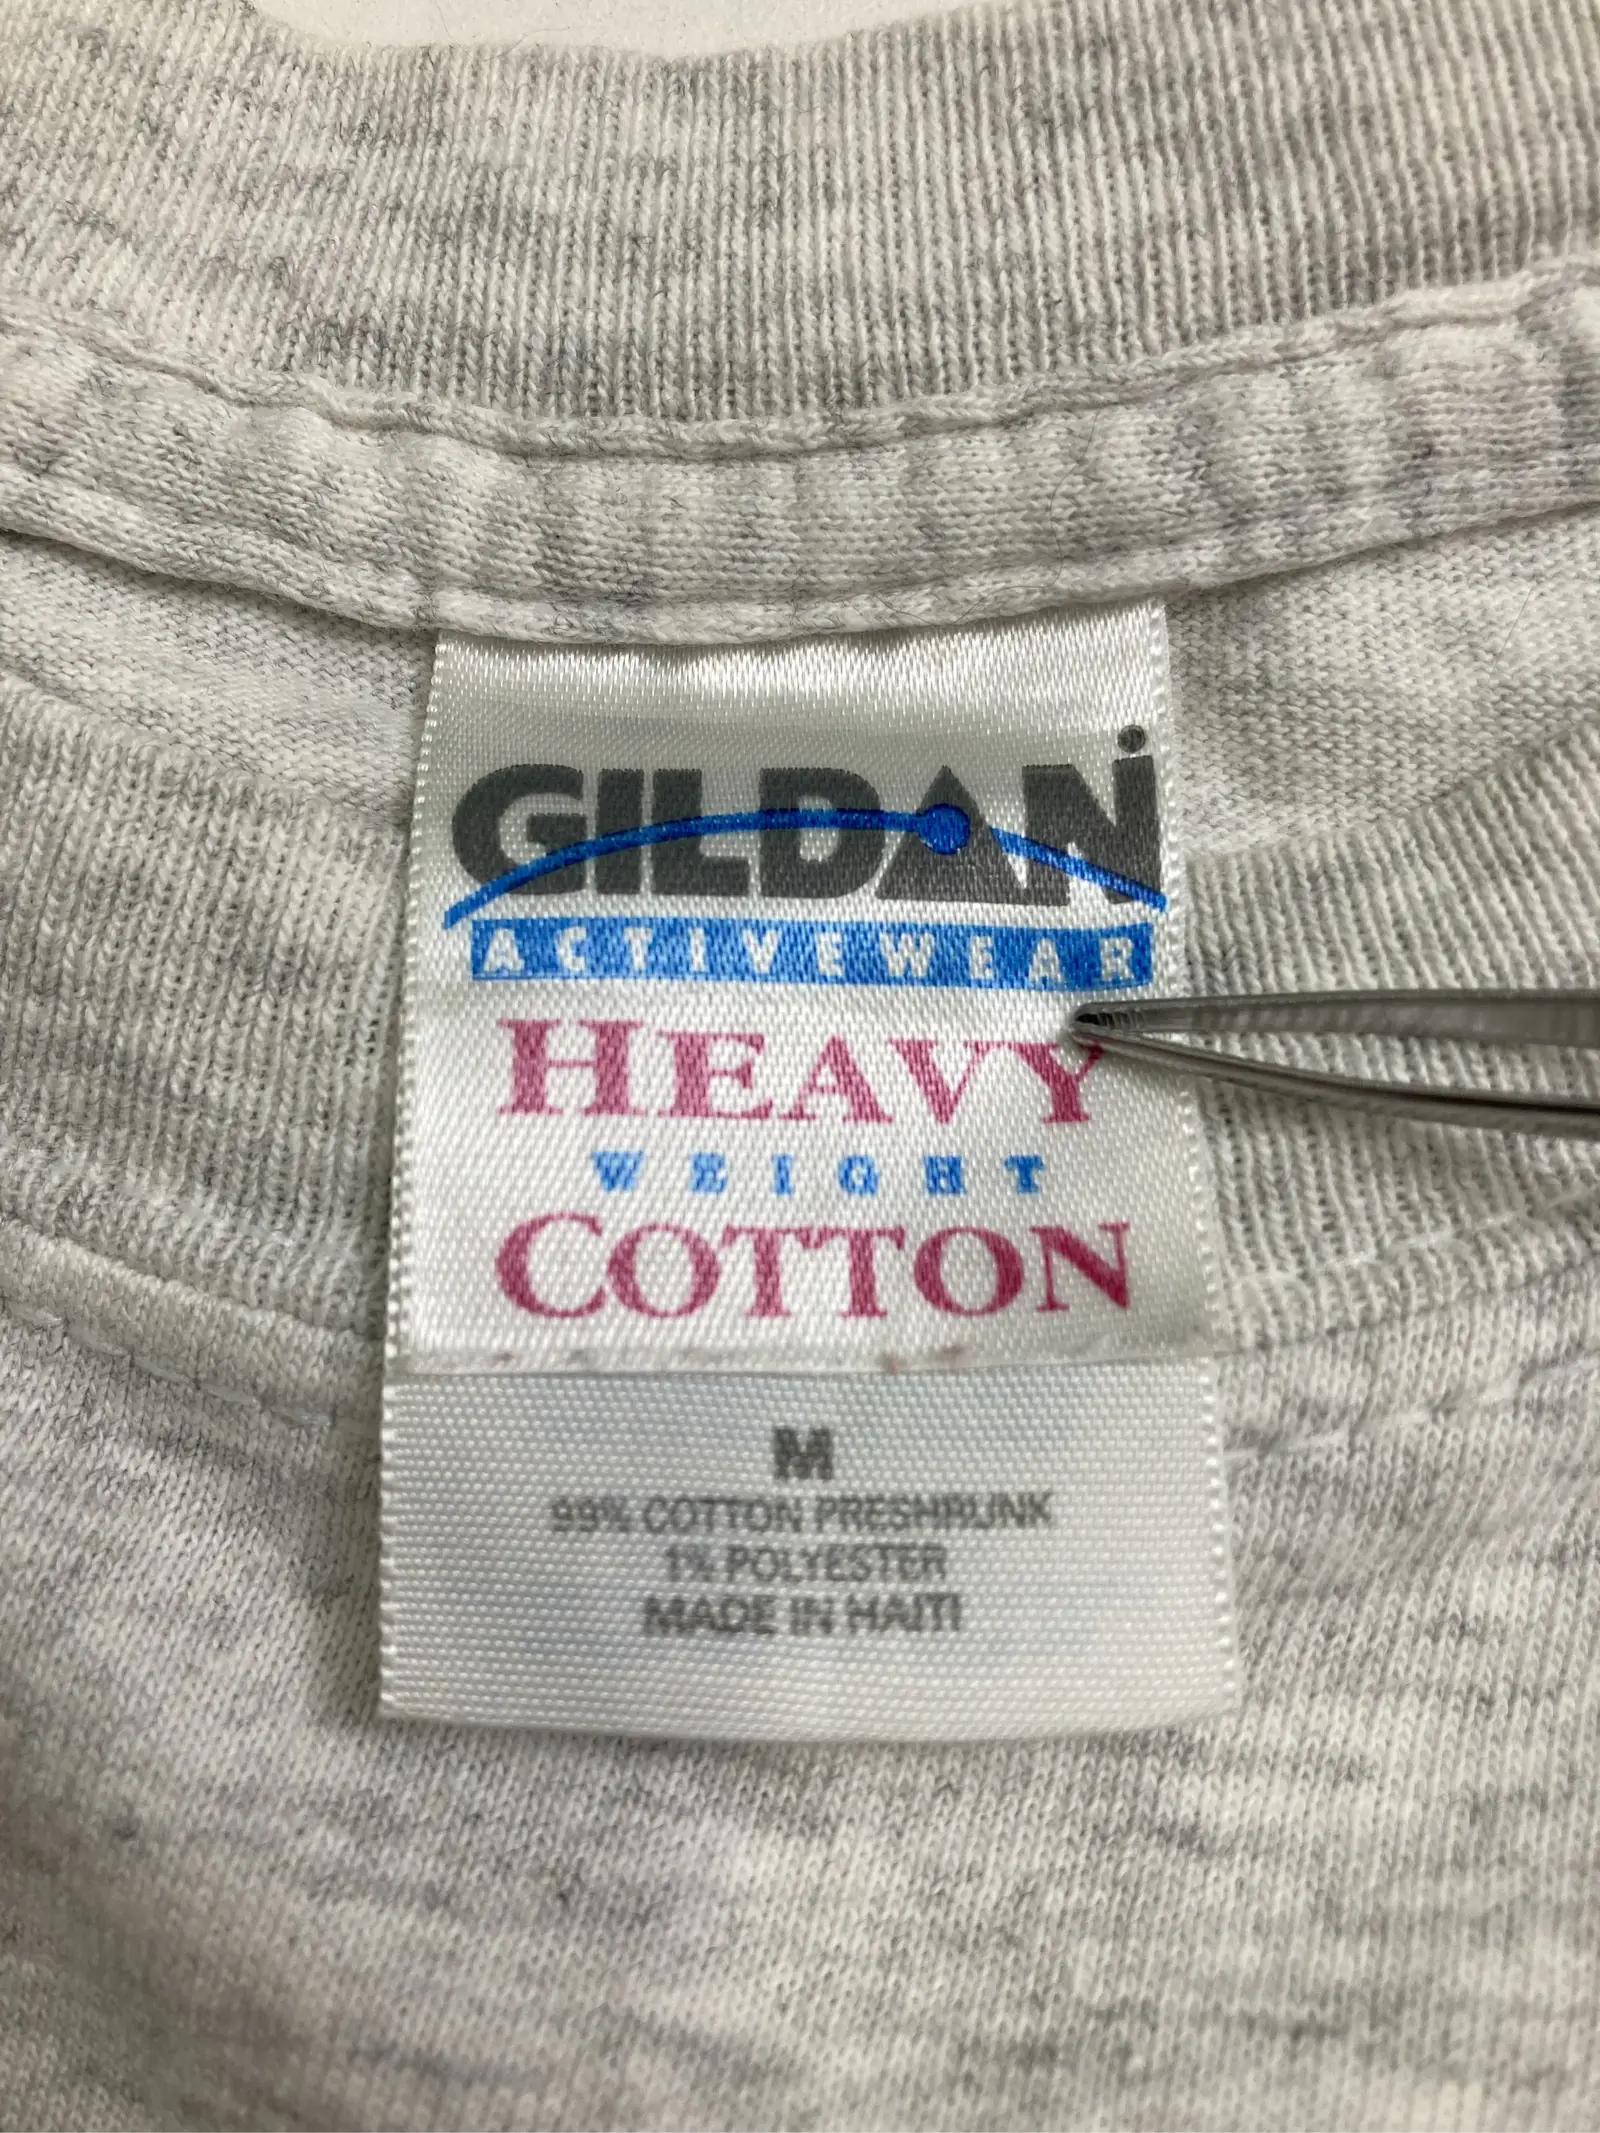 GILDAN
ACTIVEWEAR
HEAVY
WEIGHT
COTTON
M
99% COTTON PRESHRUNK
1% POLYESTER
MADE IN HAITI